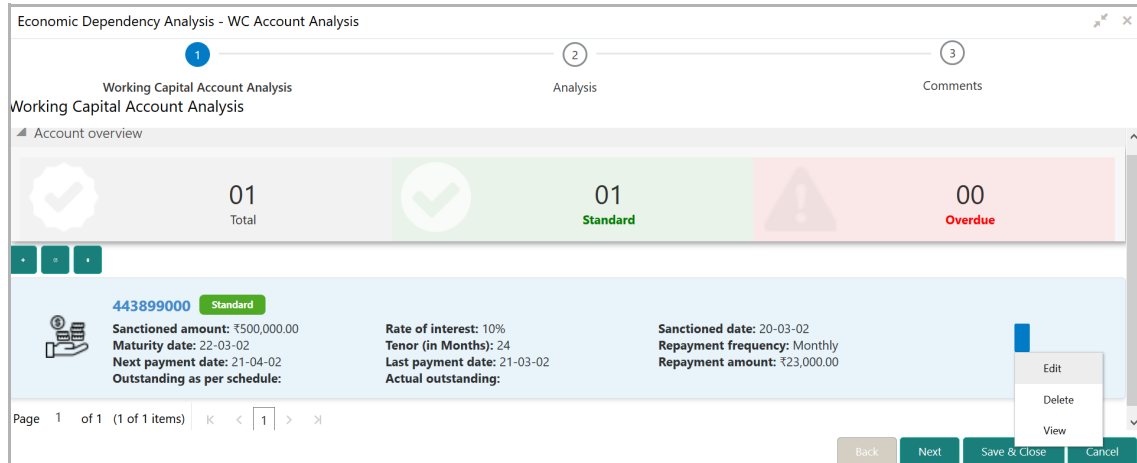 Economic Dependency Analysis - WC Account Analysis
1
2
3
Working Capital Account Analysis
Analysis
Comments
Working Capital Account Analysis
Account overview
01
Total
01
Standard
00
Overdue
443899000 Standard
Sanctioned amount: ₹500,000.00 Rate of interest: 10% Sanctioned date: 20-03-02
Maturity date: 22-03-02 Tenor (in Months): 24 Repayment frequency: Monthly
Next payment date: 21-04-02 Last payment date: 21-03-02 Repayment amount: ₹23,000.00
Outstanding as per schedule: Actual outstanding:
Edit
Delete
View
Page 1 of 1 (1 of 1 items) 1
Back Next Save & Close Cancel